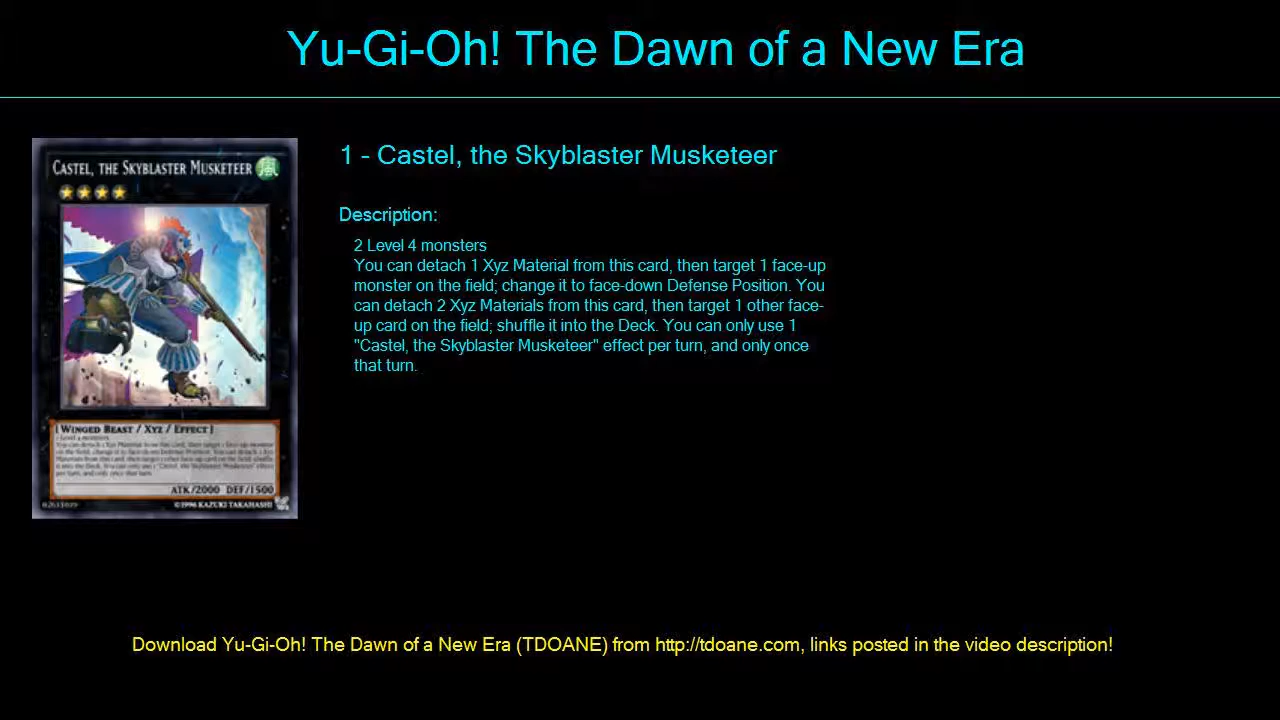 Yu-Gi-Oh! The Dawn of a New Era
CASTEL, THE SKYBLASTER MUSKETEER 風
1 - Castel, the Skyblaster Musketeer
Description:
2 Level 4 monsters
You can detach 1 Xyz Material from this card, then target 1 face-up
monster on the field; change it to face-down Defense Position. You
can detach 2 Xyz Materials from this card, then target 1 other face-
up card on the field; shuffle it into the Deck. You can only use 1
"Castel, the Skyblaster Musketeer" effect per turn, and only once
that turn.
[ WINGED BEAST / XYZ / EFFECT ]
ATK/2000 DEF/1500
©1996 KAZUKI TAKAHASHI
Download Yu-Gi-Oh! The Dawn of a New Era (TDOANE) from http://tdoane.com, links posted in the video description!